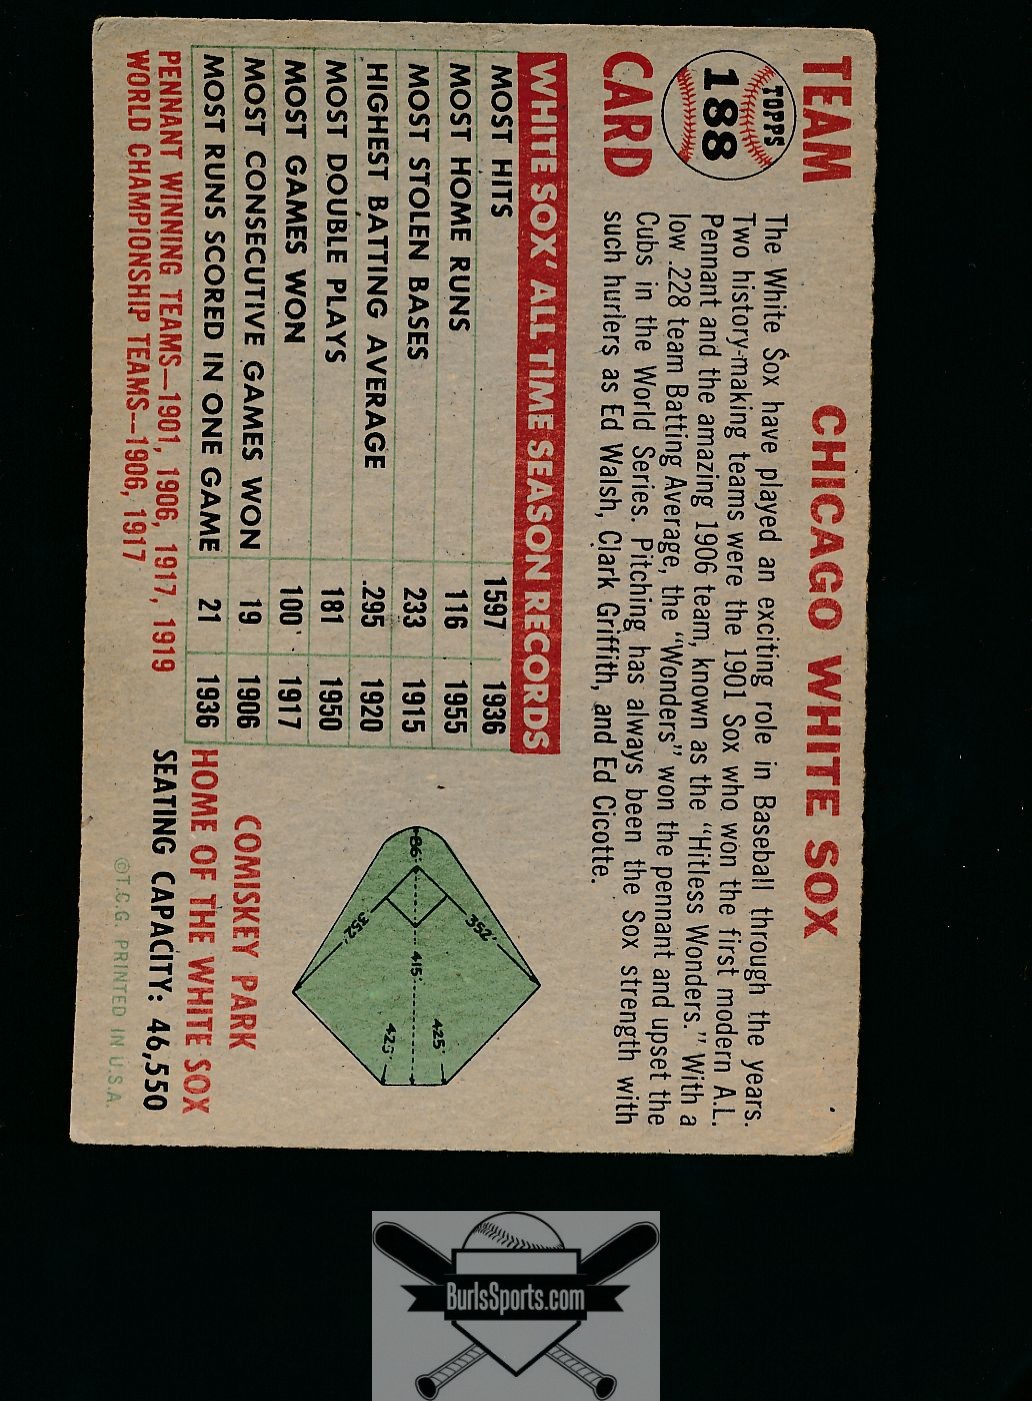 TEAM
TOPPS
188
CARD
CHICAGO WHITE SOX
The White Sox have played an exciting role in Baseball through the years.
Two history-making teams were the 1901 Sox who won the first modern A.L.
Pennant and the amazing 1906 team, known as the "Hitless Wonders." With a
low .228 team Batting Average, the "Wonders" won the pennant and upset the
Cubs in the World Series. Pitching has always been the Sox strength with
such hurlers as Ed Walsh, Clark Griffith, and Ed Cicotte.
WHITE SOX' ALL TIME SEASON RECORDS
MOST HITS 1597 1936
MOST HOME RUNS 116 1955
MOST STOLEN BASES 233 1915
HIGHEST BATTING AVERAGE .295 1920
MOST DOUBLE PLAYS 181 1950
MOST GAMES WON 100 1917
MOST CONSECUTIVE GAMES WON 19 1906
MOST RUNS SCORED IN ONE GAME 21 1936
PENNANT WINNING TEAMS—1901, 1906, 1917, 1919
WORLD CHAMPIONSHIP TEAMS—1906, 1917
352'
425'
86'
415'
352'
425'
COMISKEY PARK
HOME OF THE WHITE SOX
SEATING CAPACITY: 46,550
©T.C.G. PRINTED IN U.S.A.
BurlsSports.com